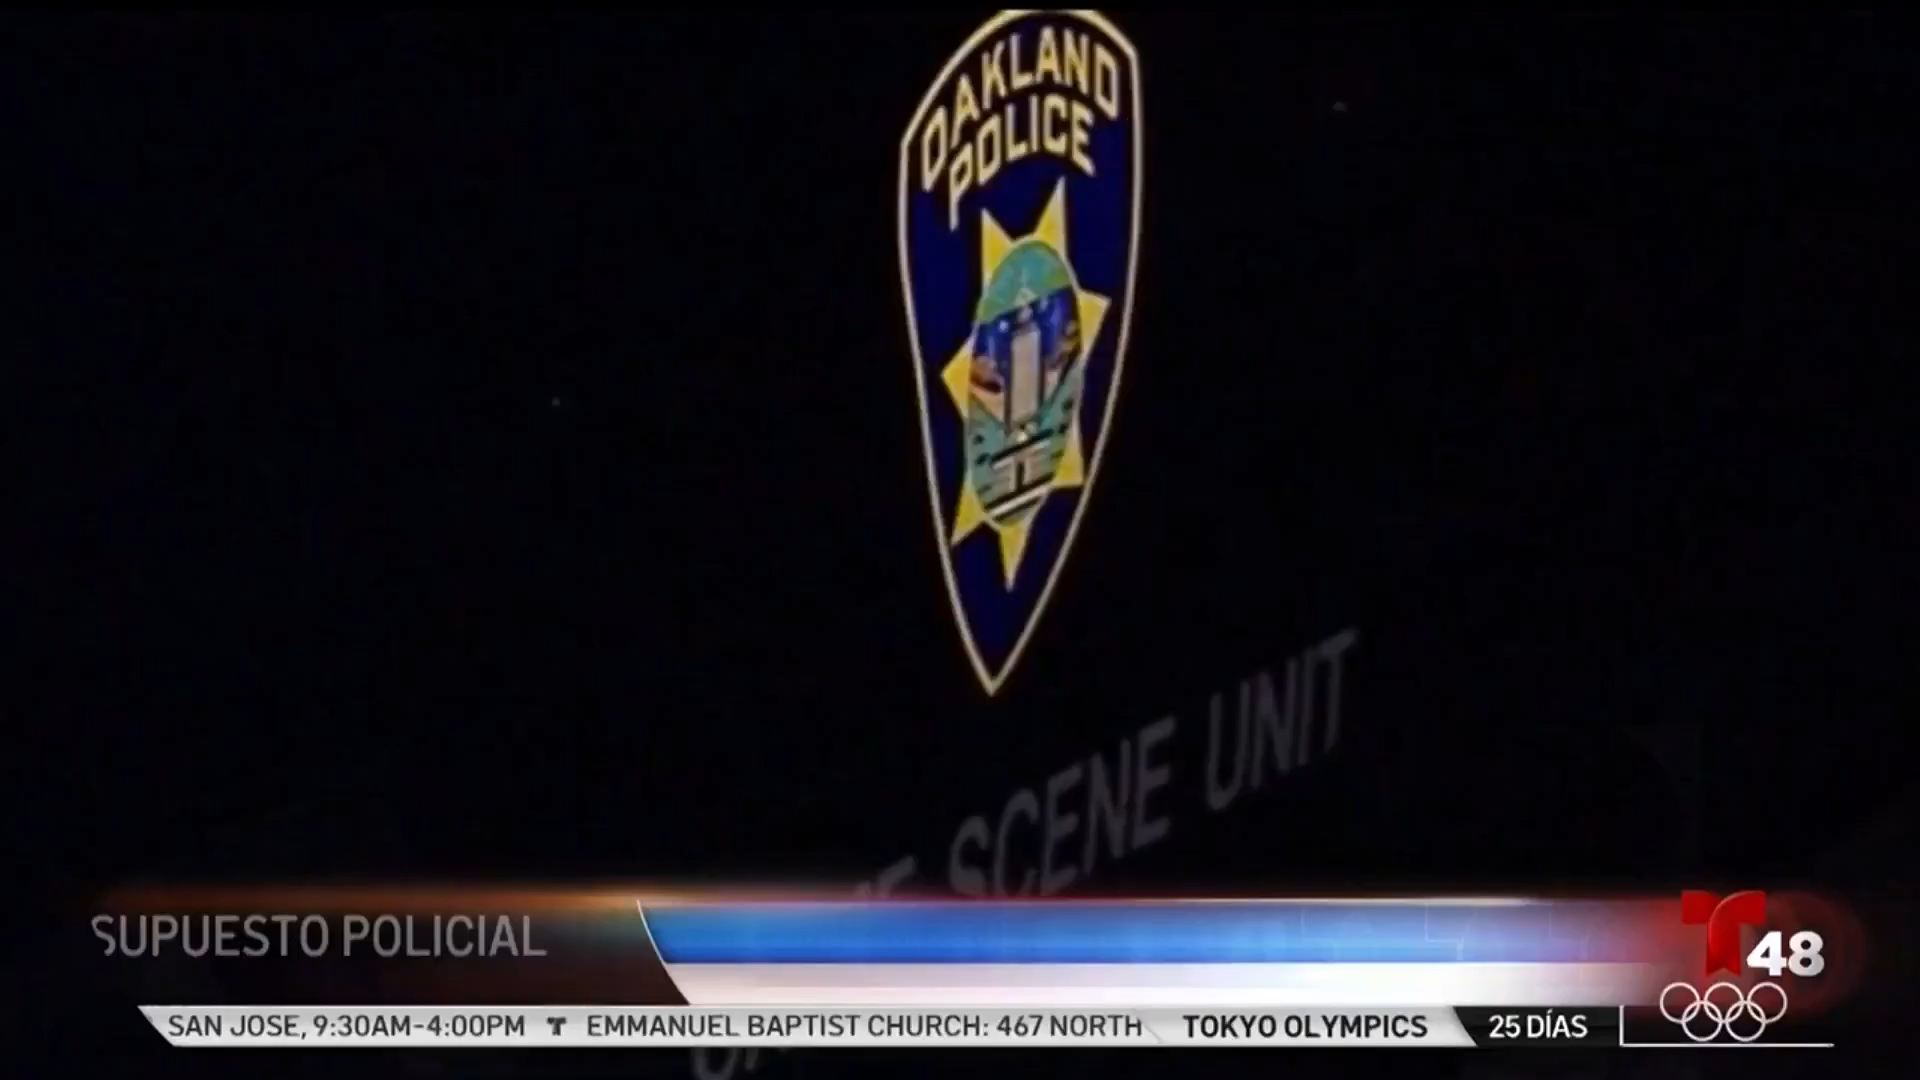 OAKLAND
POLICE
SCENE UNIT
SUPUESTO POLICIAL
48
SAN JOSE, 9:30AM-4:00PM EMMANUEL BAPTIST CHURCH: 467 NORTH TOKYO OLYMPICS 25 DÍAS